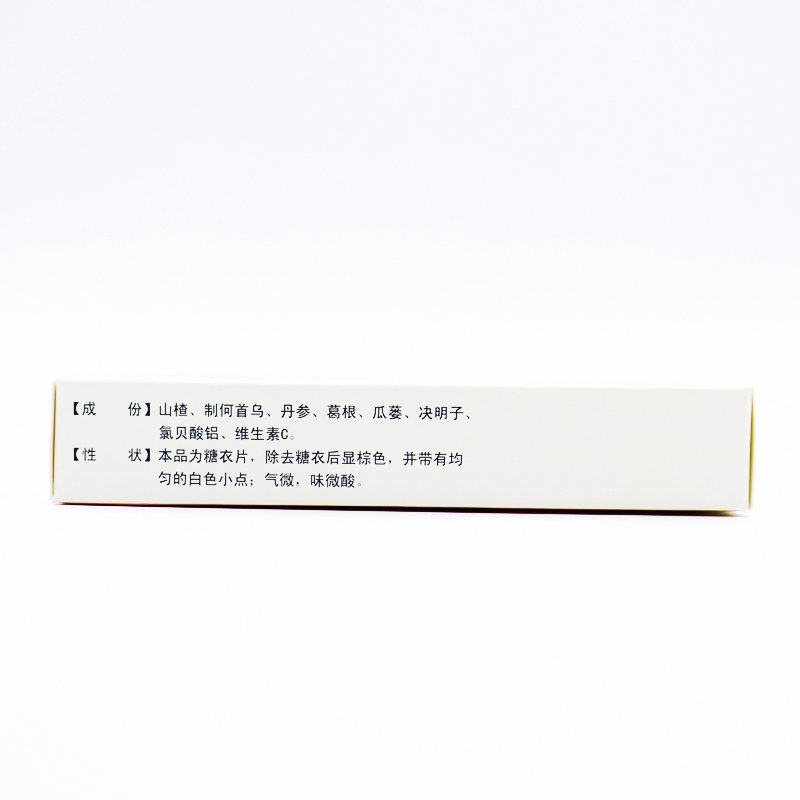 【成　份】山楂、制何首乌、丹参、葛根、瓜蒌、决明子、
氯贝酸铝、维生素C。
【性　状】本品为糖衣片，除去糖衣后显棕色，并带有均
匀的白色小点；气微，味微酸。